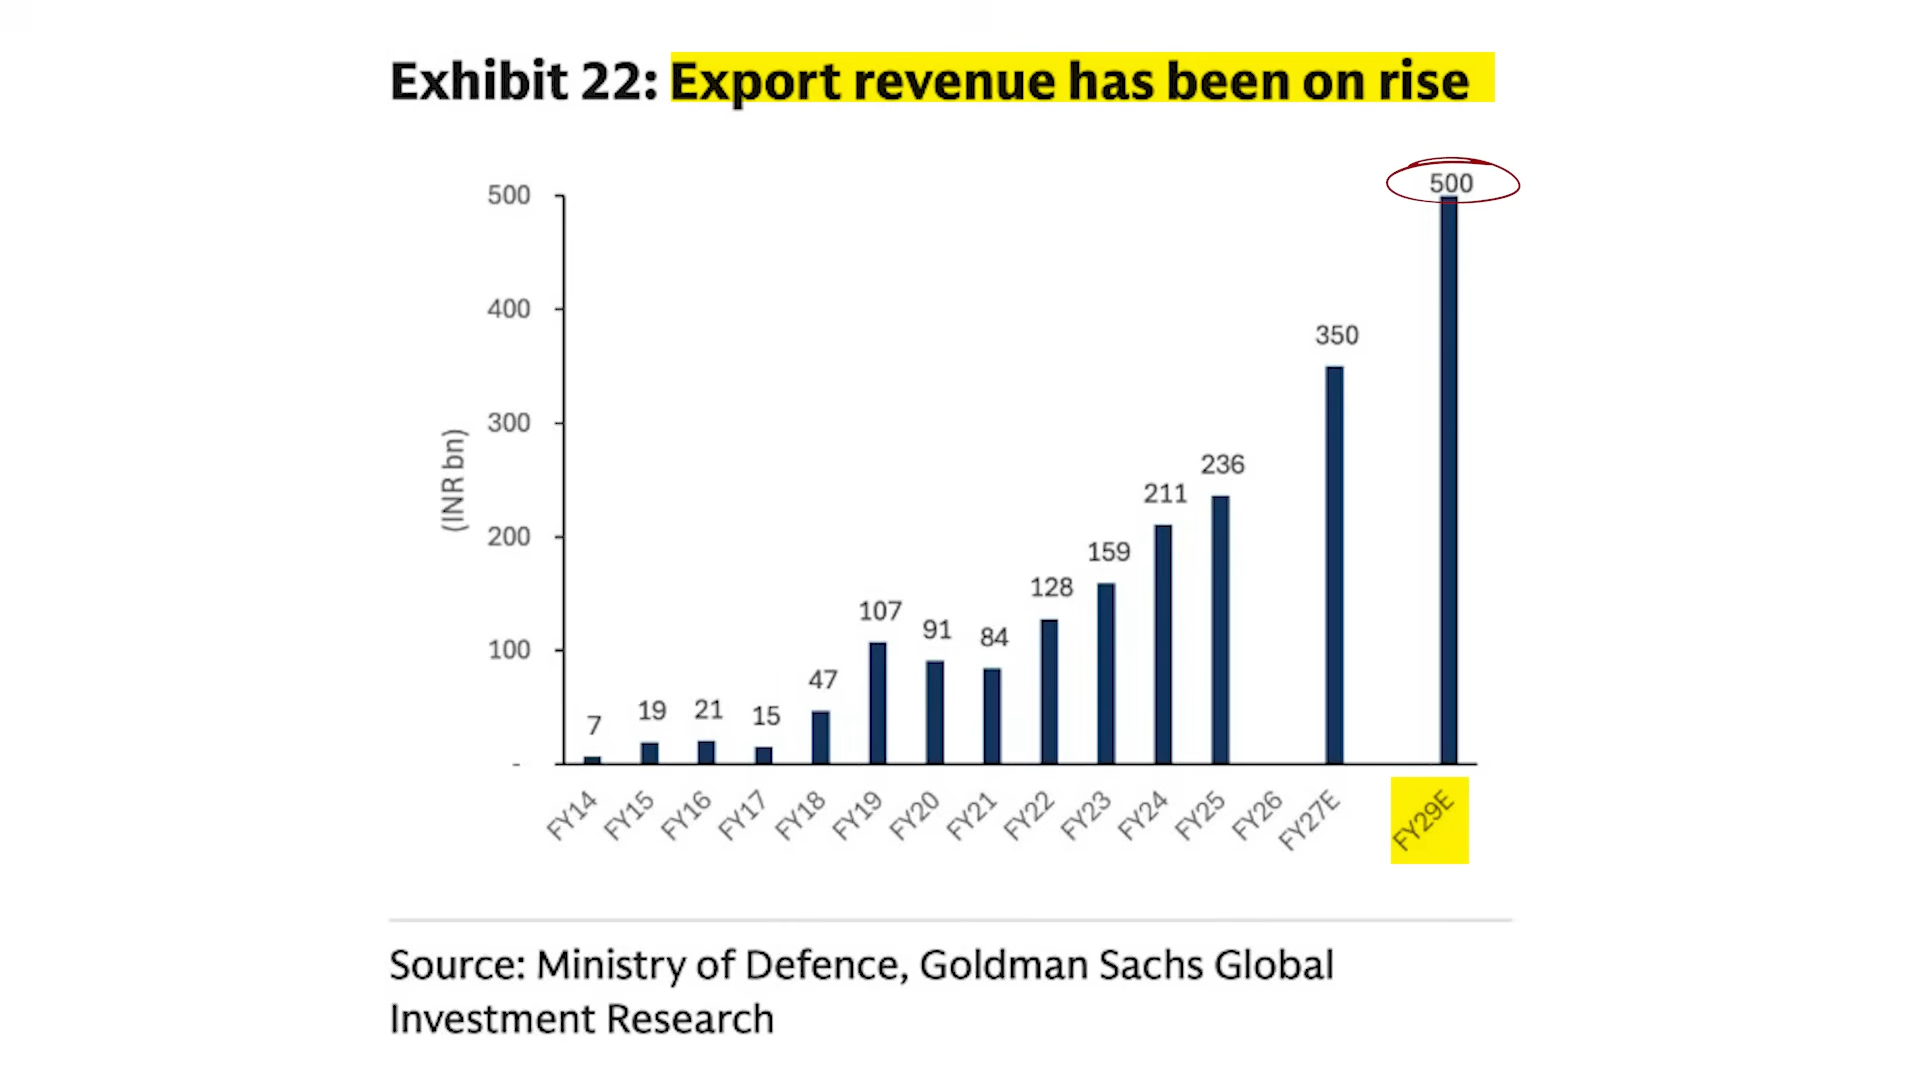 Exhibit 22: Export revenue has been on rise
500
400
300
200
100
-
(INR bn)
7
19
21
15
47
107
91
84
128
159
211
236
350
500
FY14
FY15
FY16
FY17
FY18
FY19
FY20
FY21
FY22
FY23
FY24
FY25
FY26
FY27E
FY29E
Source: Ministry of Defence, Goldman Sachs Global
Investment Research